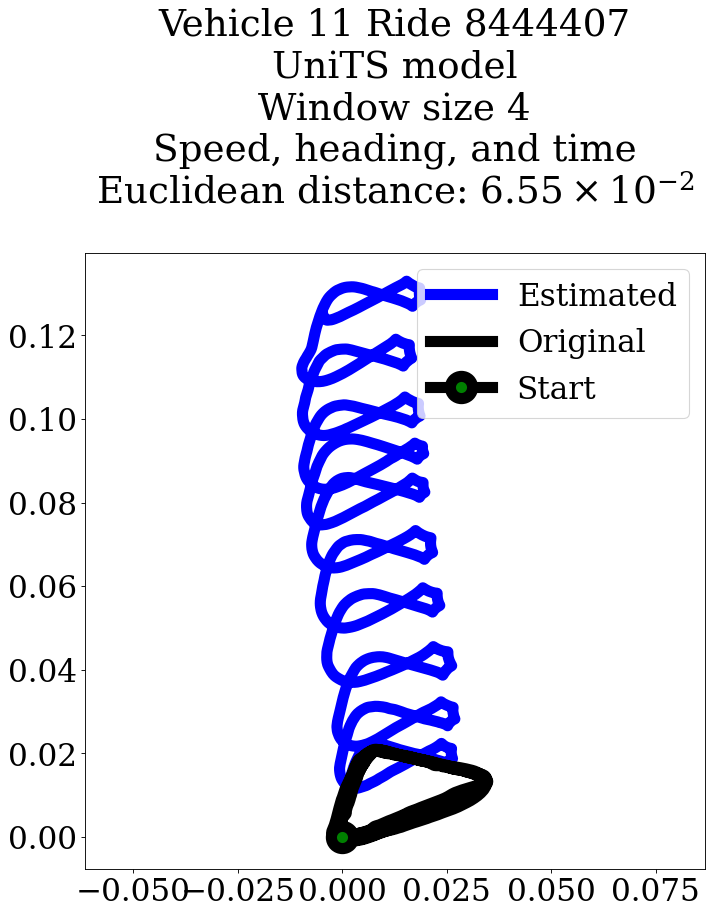 Vehicle 11 Ride 8444407
UniTS model
Window size 4
Speed, heading, and time
Euclidean distance: 6.55 × 10⁻²
Estimated
Original
Start
0.12
0.10
0.08
0.06
0.04
0.02
0.00
−0.050 −0.025 0.000 0.025 0.050 0.075